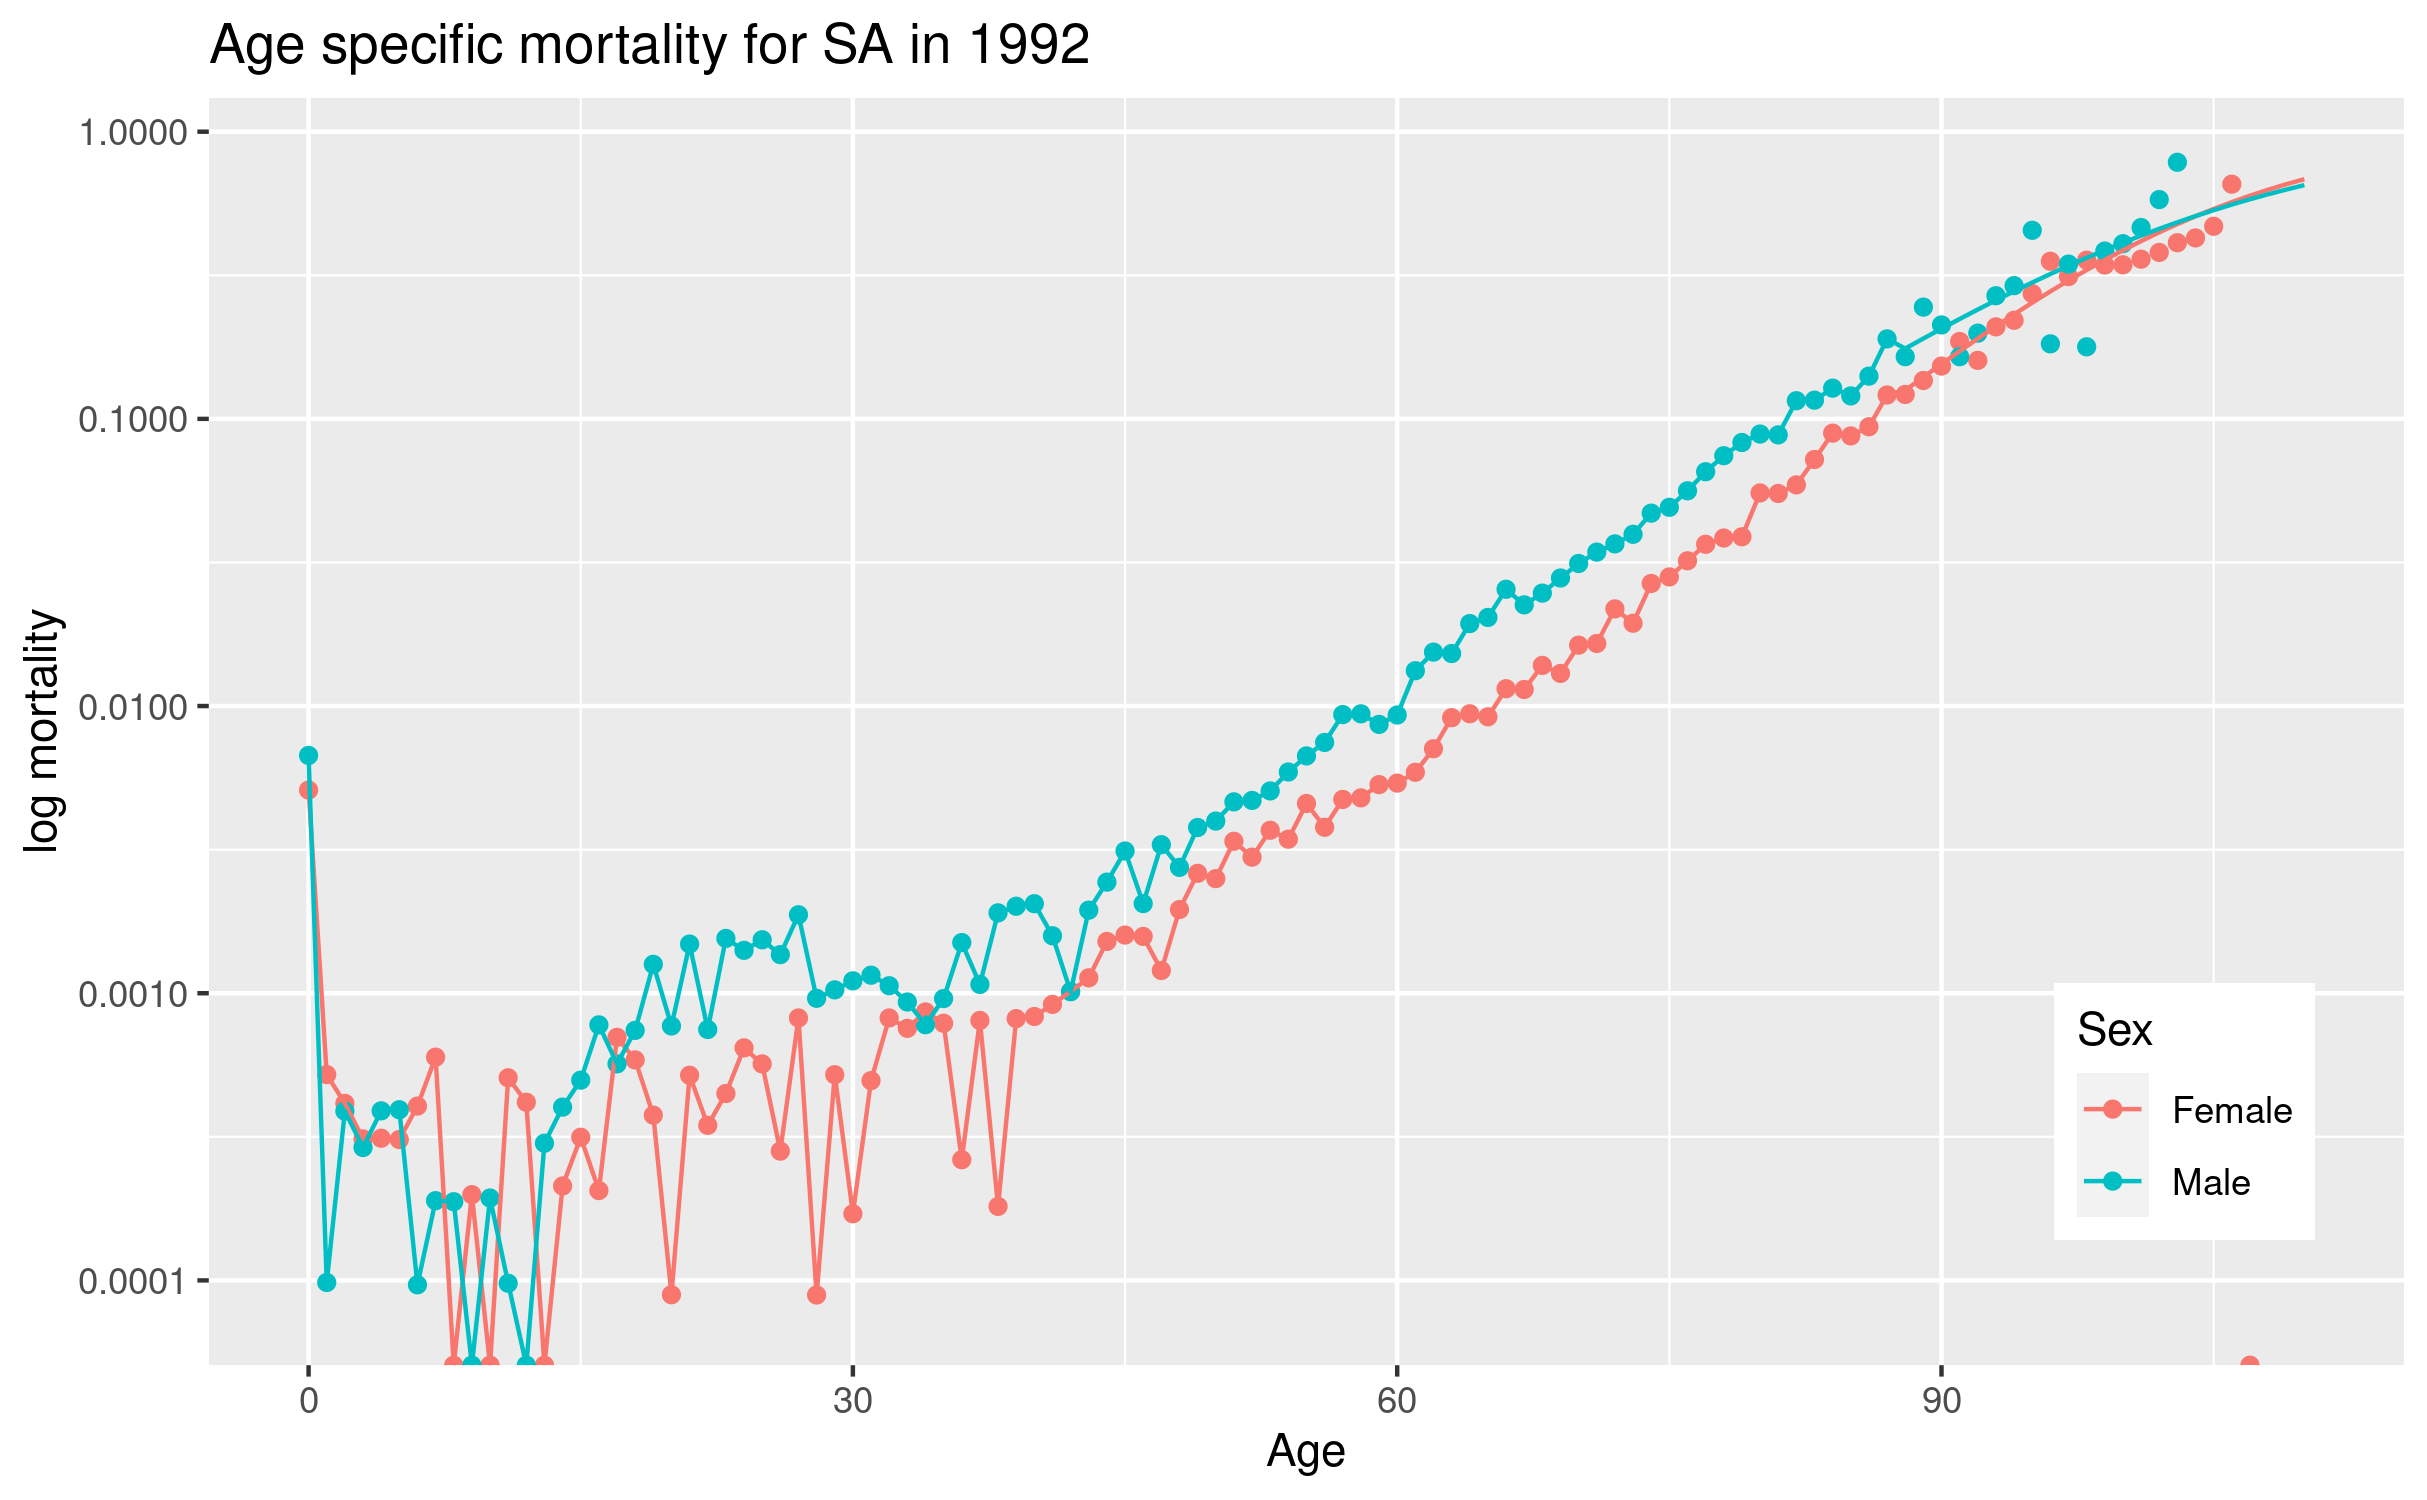 Age specific mortality for SA in 1992
log mortality
1.0000
0.1000
0.0100
0.0010
0.0001
0
30
60
90
Age
Sex
Female
Male